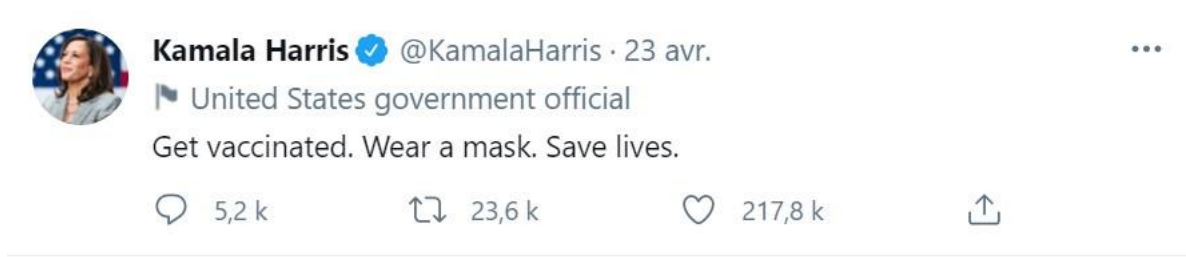 Kamala Harris @KamalaHarris · 23 avr.
United States government official
Get vaccinated. Wear a mask. Save lives.
5,2 k 23,6 k 217,8 k